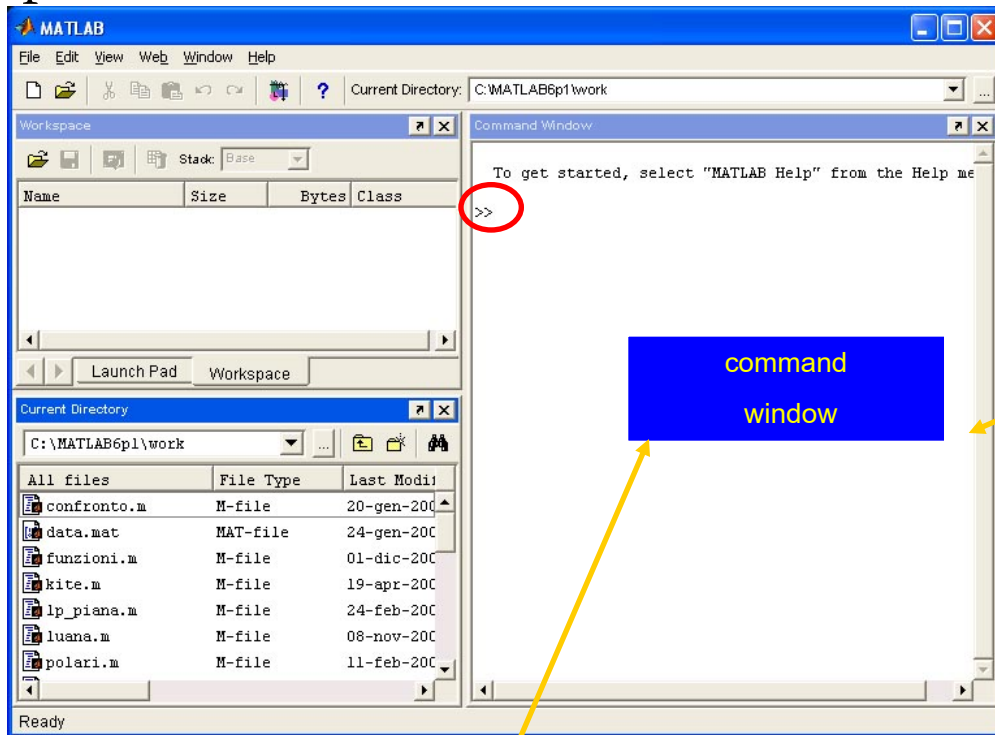 MATLAB
File Edit View Web Window Help
? Current Directory: C:\MATLAB6p1\work ...
Workspace
Stack: Base
Name Size Bytes Class
Launch Pad Workspace
Current Directory
C:\MATLAB6p1\work ...
All files File Type Last Modi
confronto.m M-file 20-gen-200
data.mat MAT-file 24-gen-200
funzioni.m M-file 01-dic-200
kite.m M-file 19-apr-200
lp_piana.m M-file 24-feb-200
luana.m M-file 08-nov-200
polari.m M-file 11-feb-200
Command Window
To get started, select "MATLAB Help" from the Help me
>>
command
window
Ready